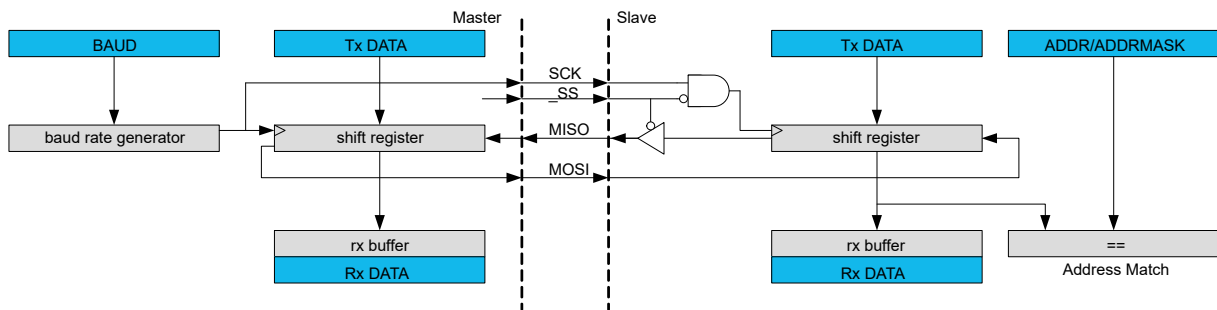 Master
Slave
BAUD
Tx DATA
Tx DATA
ADDR/ADDRMASK
SCK
_SS
baud rate generator
shift register
MISO
shift register
MOSI
rx buffer
rx buffer
==
Rx DATA
Rx DATA
Address Match